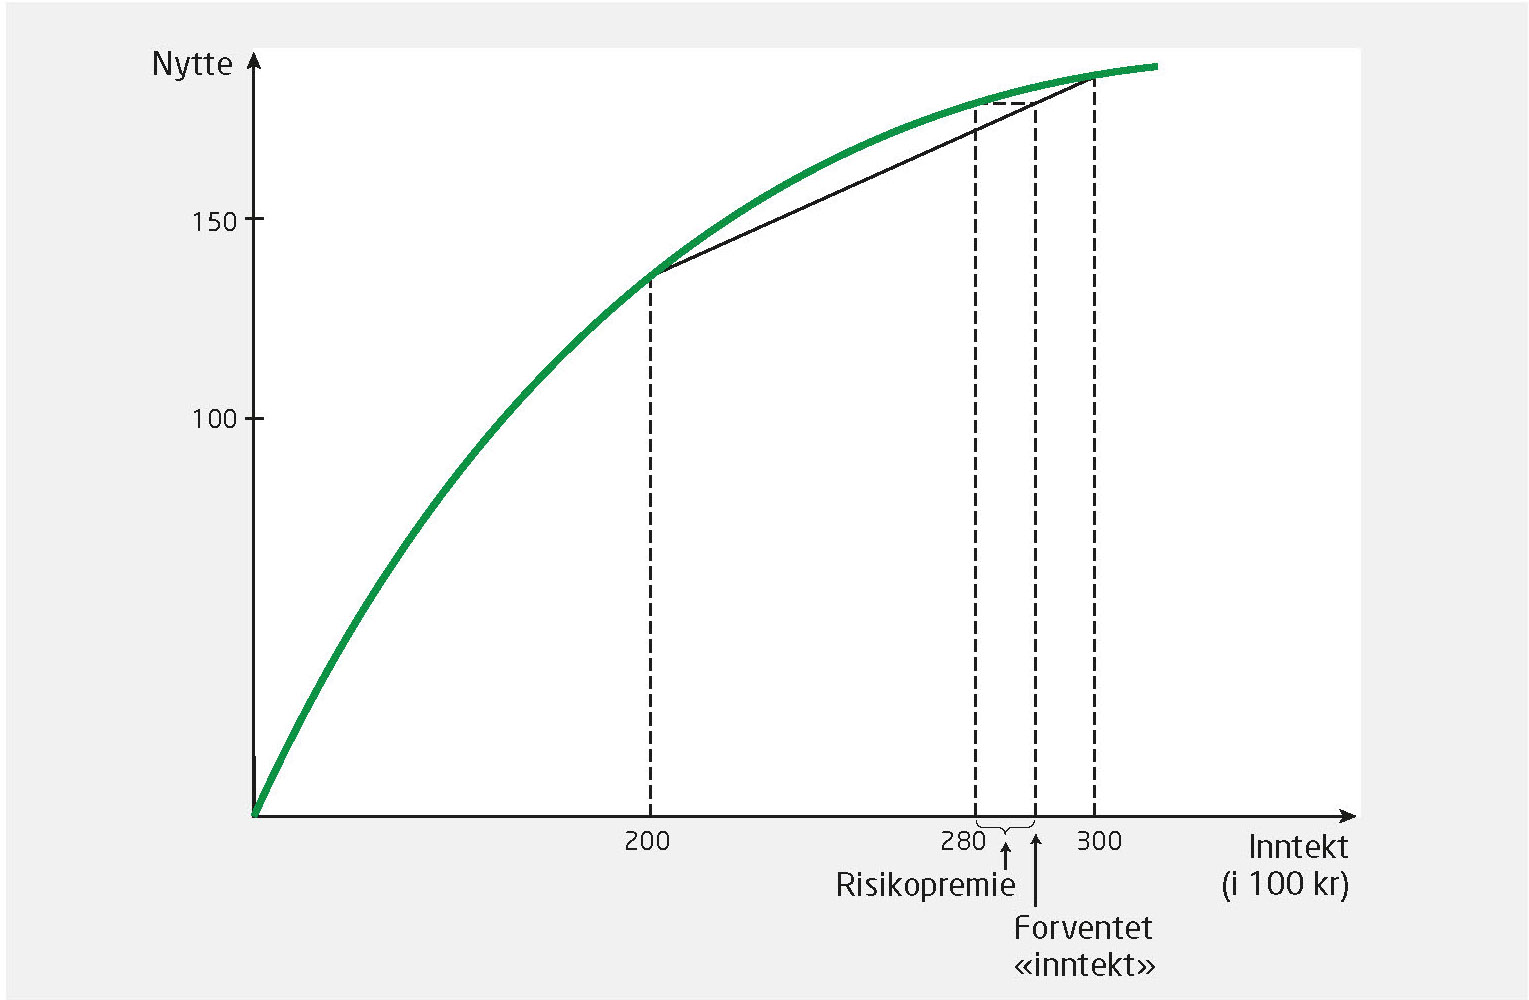 Nytte
150
100
200
280
300
Inntekt
(i 100 kr)
Risikopremie
Forventet
«inntekt»